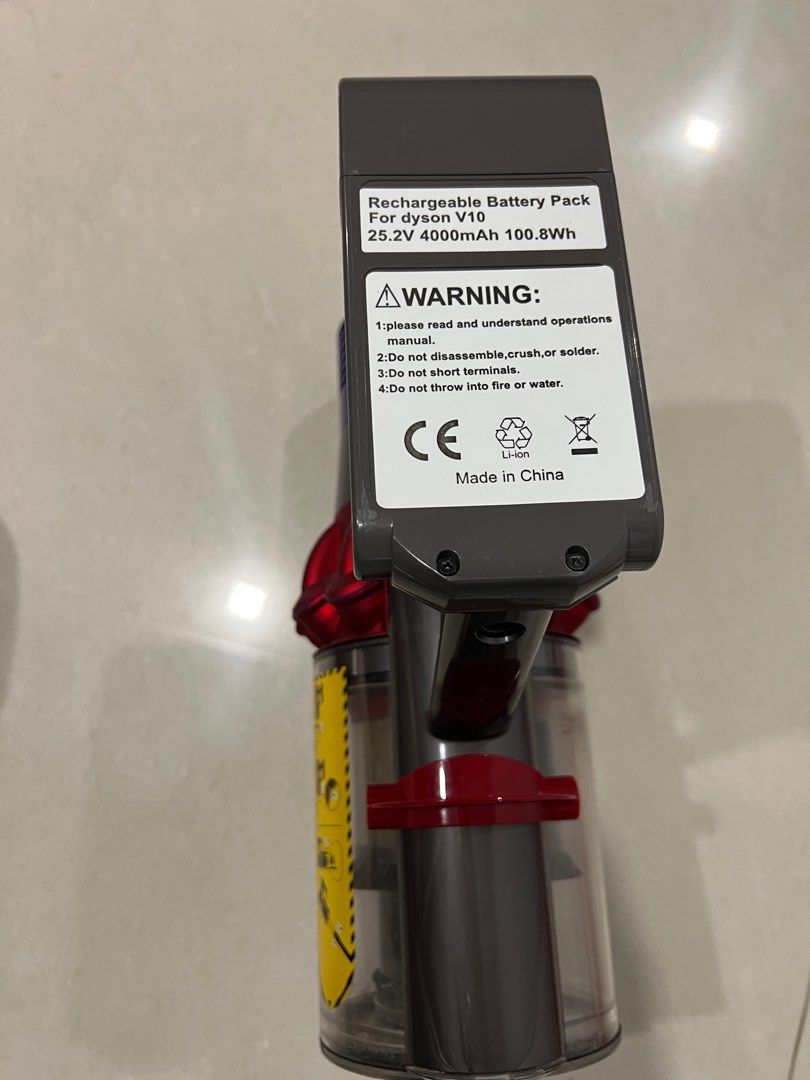 Rechargeable Battery Pack
For dyson V10
25.2V 4000mAh 100.8Wh
⚠WARNING:
1:please read and understand operations
manual.
2:Do not disassemble,crush,or solder.
3:Do not short terminals.
4:Do not throw into fire or water.
CE
Li-ion
Made in China